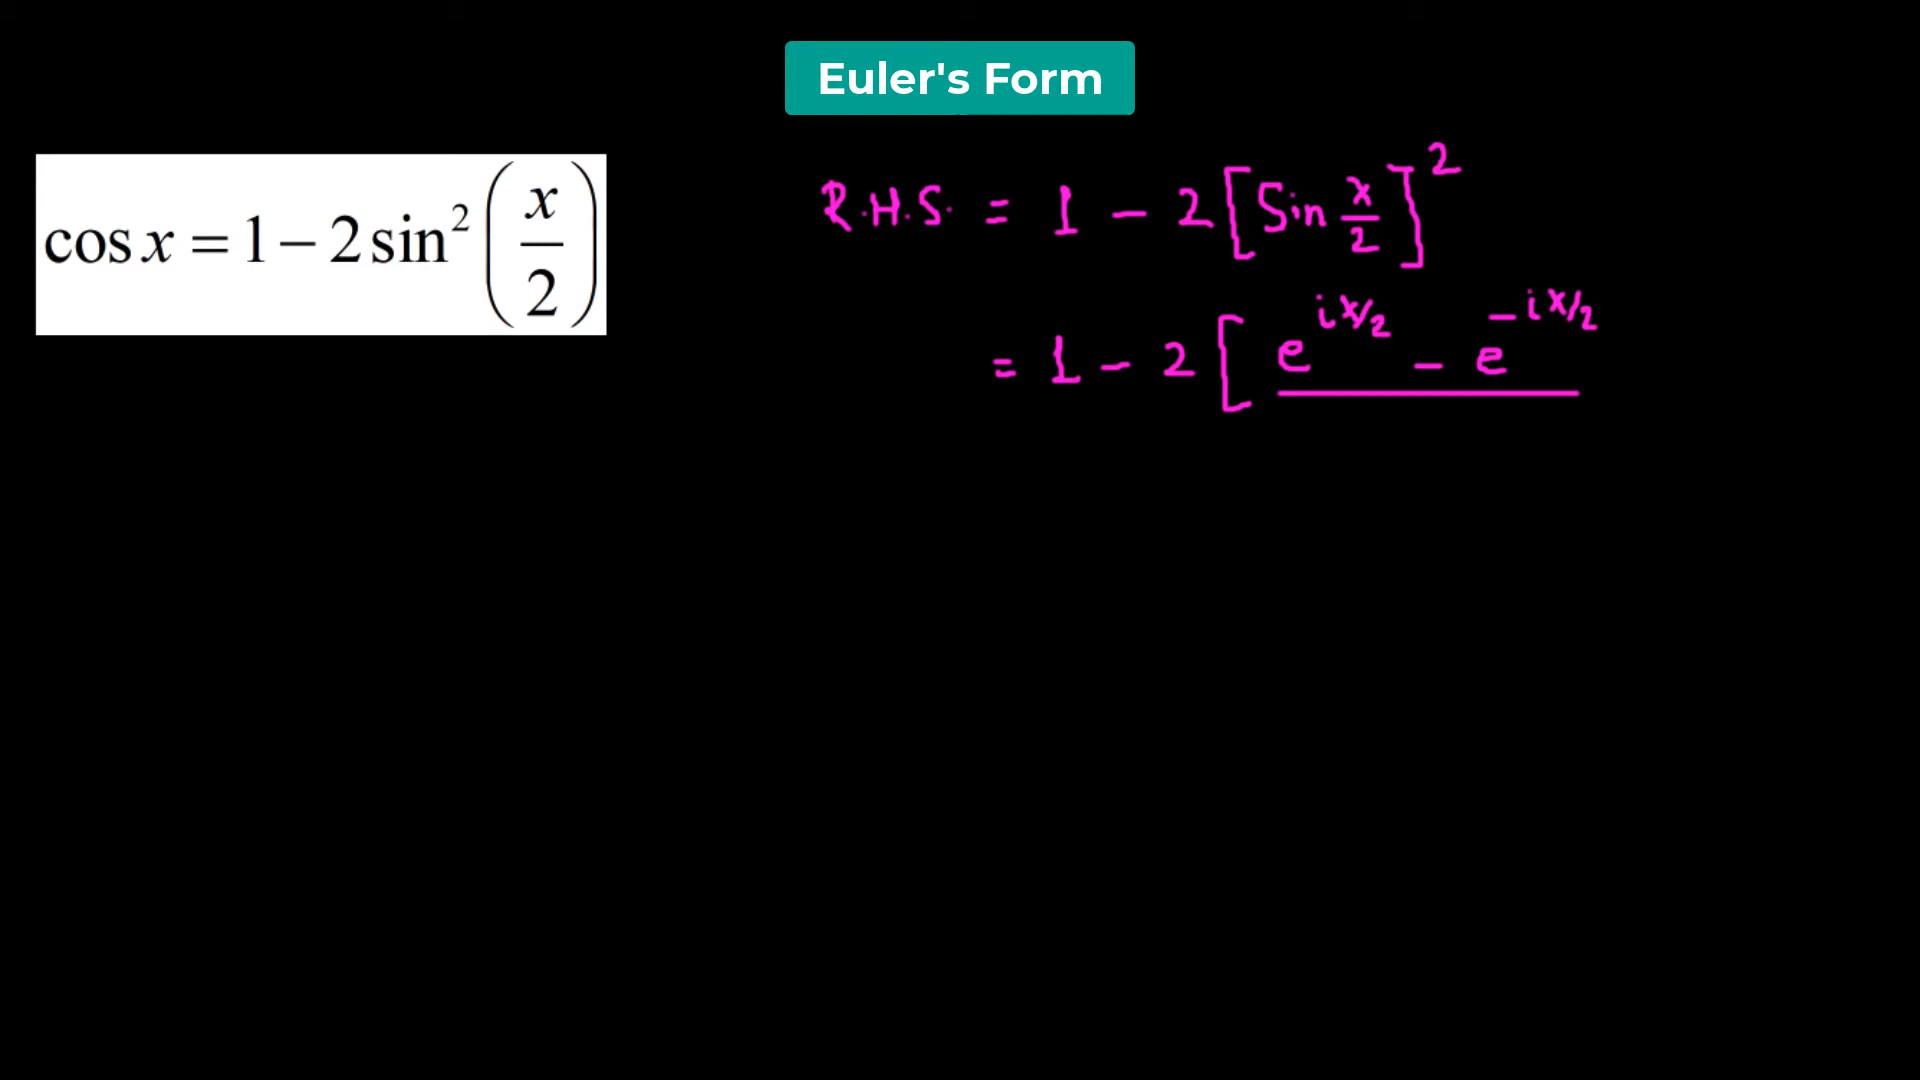 Euler's Form
cos x = 1 − 2 sin² (x/2)
R.H.S. = 1 − 2 [Sin x/2]²
= 1 − 2 [ e^(ix/2) − e^(−ix/2)